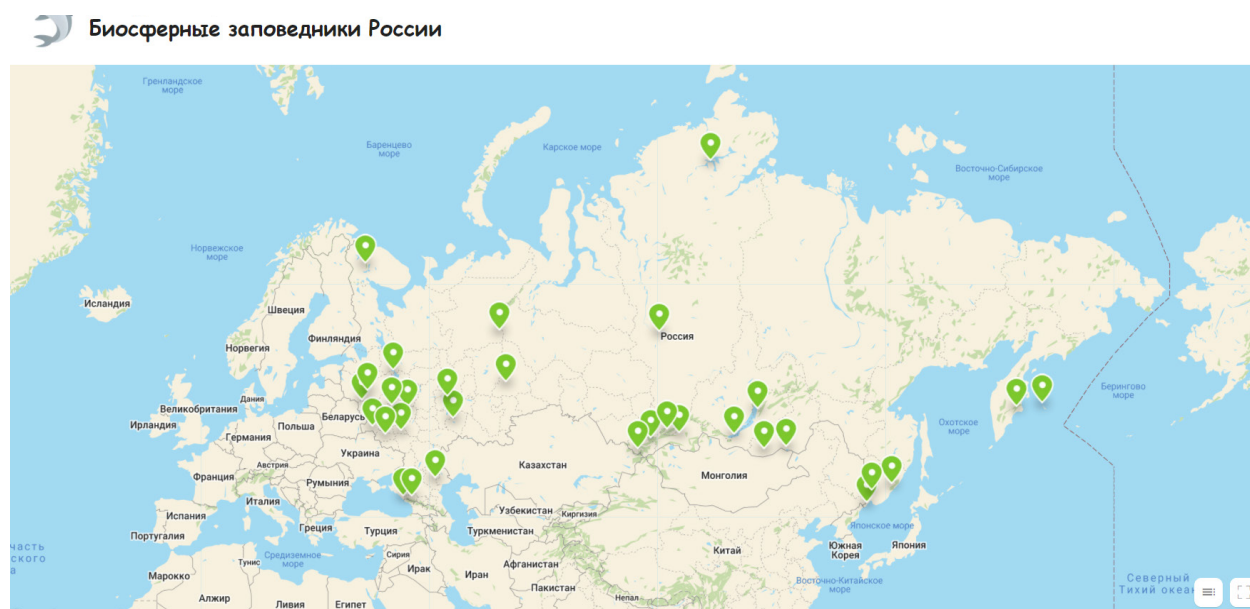 Биосферные заповедники России
Гренландское
море
Баренцево
море
Карское море
Восточно-Сибирское
море
Норвежское
море
Исландия
Швеция
Финляндия
Норвегия
Россия
Дания
Великобритания
Ирландия
Беларусь
Польша
Германия
Берингово
море
Охотское
море
Украина
Австрия
Франция
Румыния
Казахстан
Монголия
Италия
Испания
Португалия
Греция
Турция
Узбекистан
Киргизия
Туркменистан
Японское море
Южная
Корея
Япония
Китай
часть
ского
а
Средиземное
море
Тунис
Сирия
Ирак
Иран
Афганистан
Пакистан
Непал
Марокко
Алжир
Ливия
Египет
Восточно-Китайское
море
Северный
Тихий океа